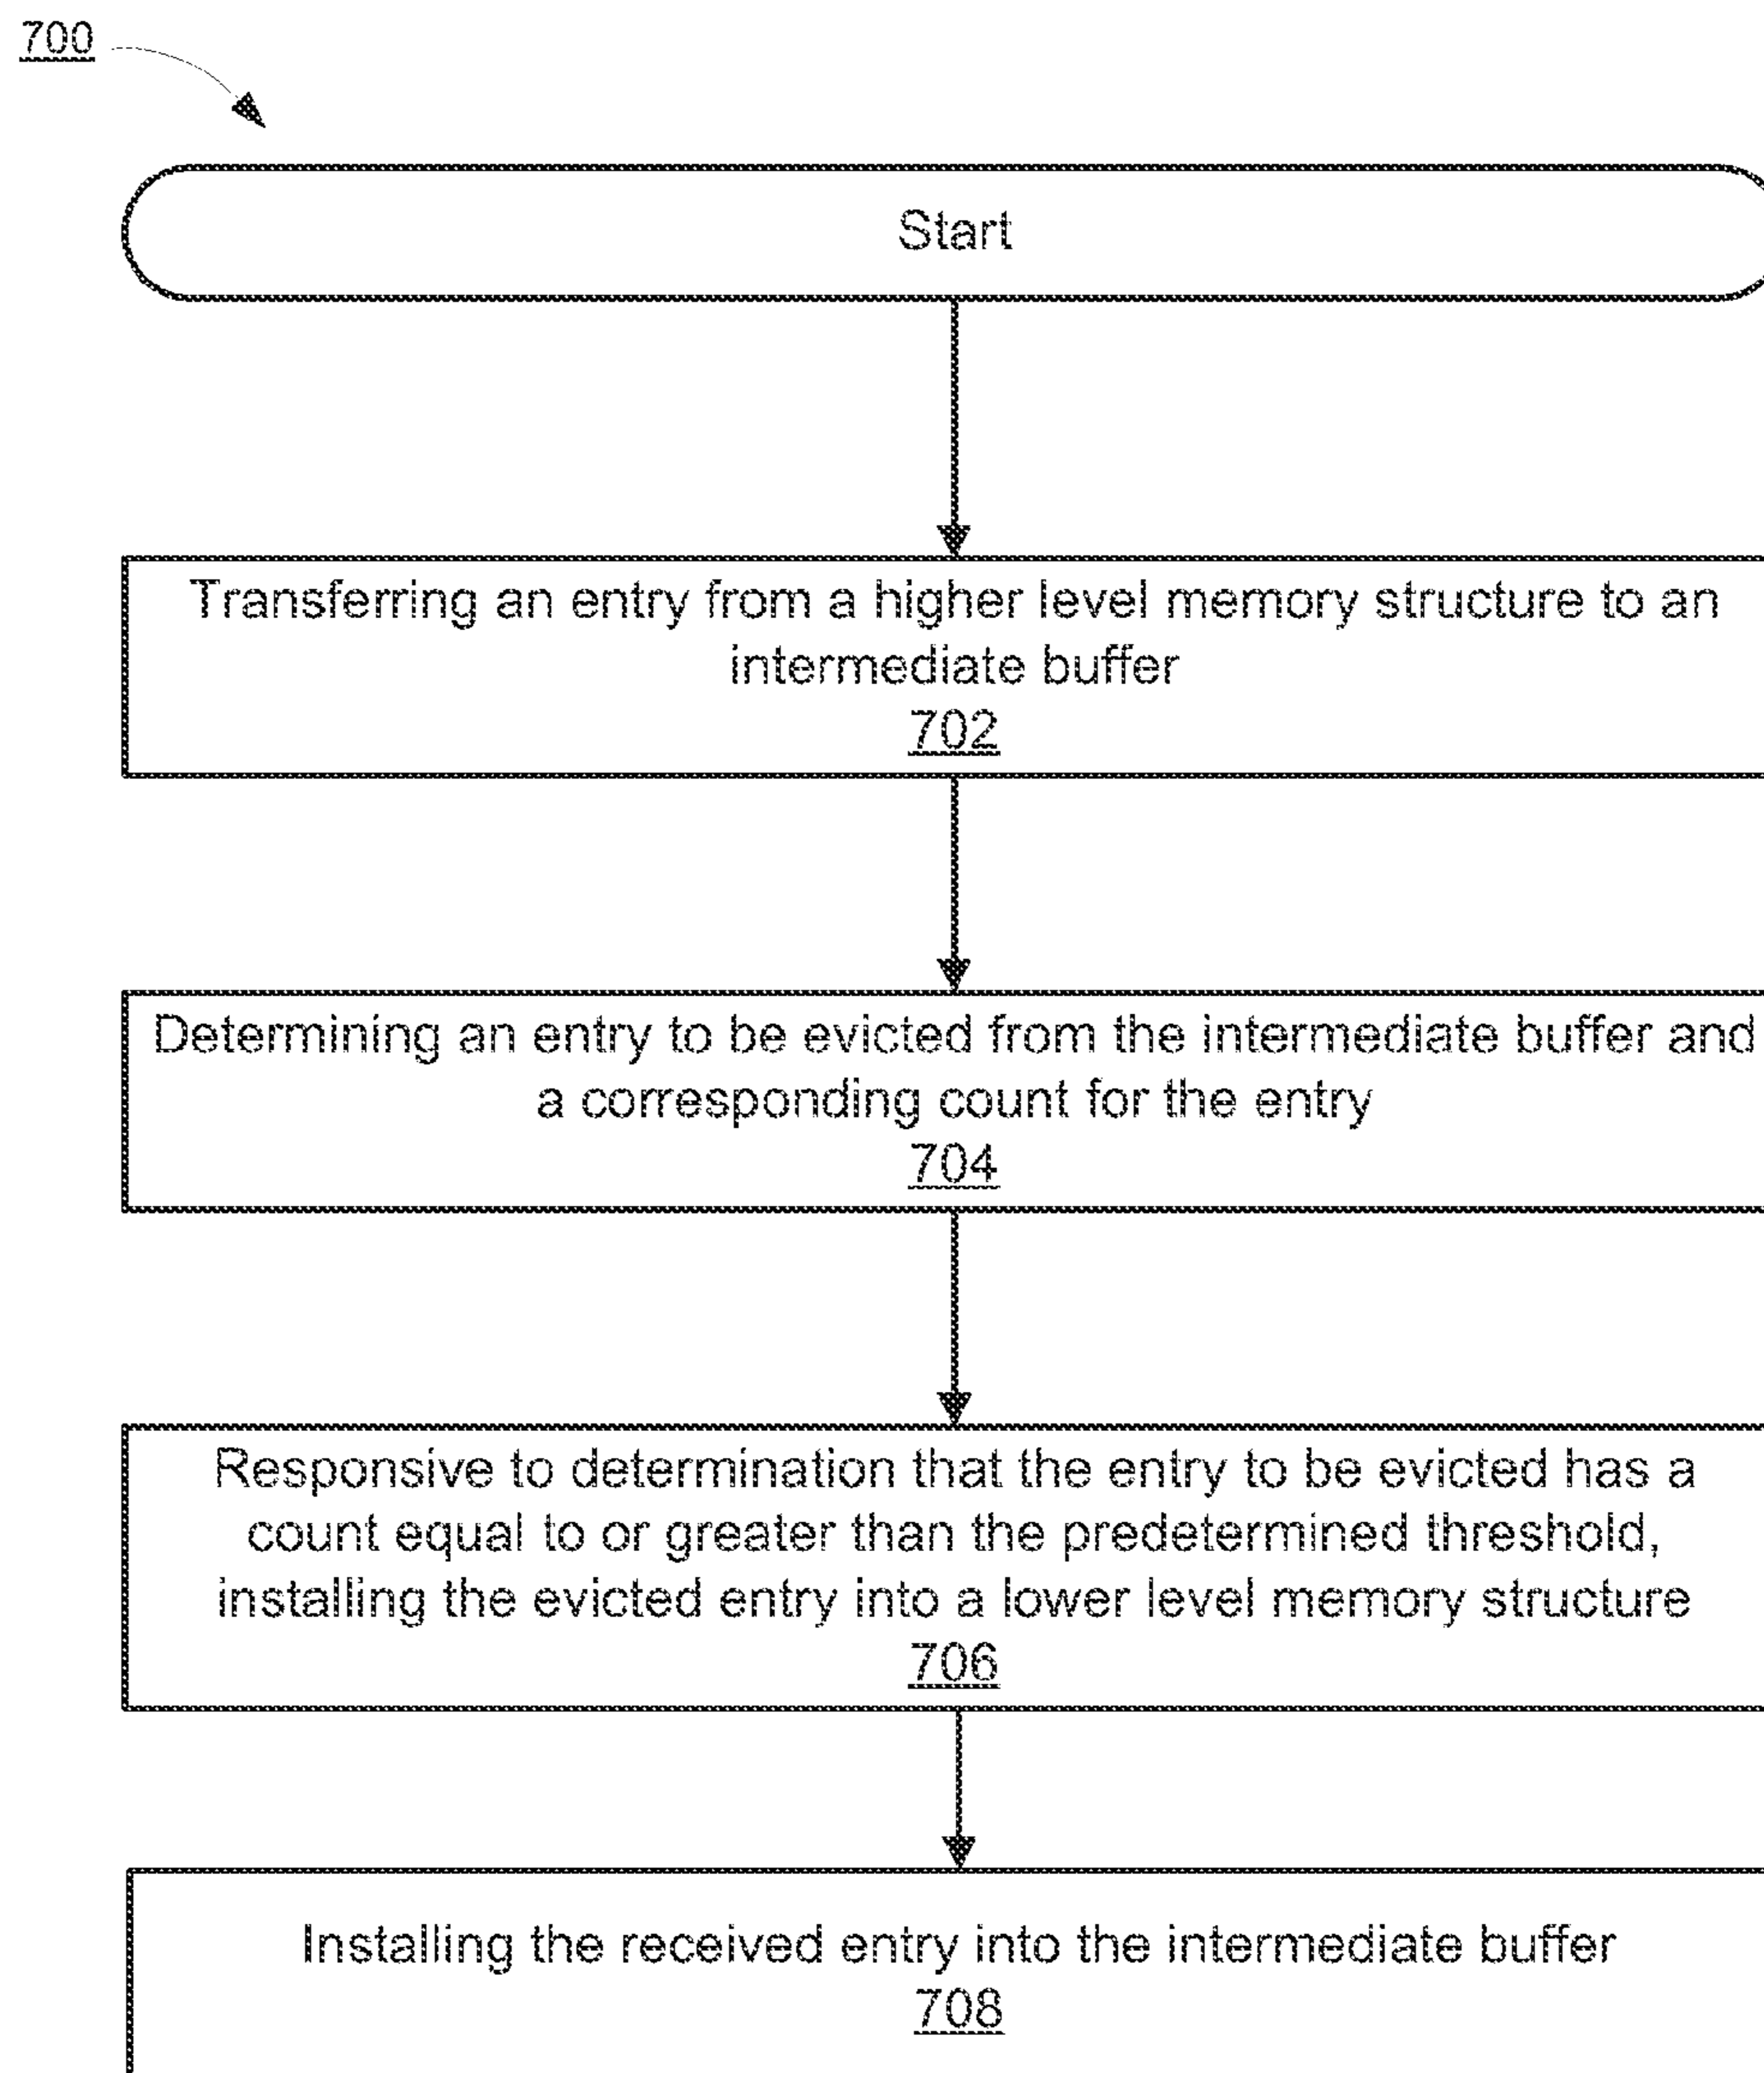 700
Start
Transferring an entry from a higher level memory structure to an
intermediate buffer
702
Determining an entry to be evicted from the intermediate buffer and
a corresponding count for the entry
704
Responsive to determination that the entry to be evicted has a
count equal to or greater than the predetermined threshold,
installing the evicted entry into a lower level memory structure
706
Installing the received entry into the intermediate buffer
708